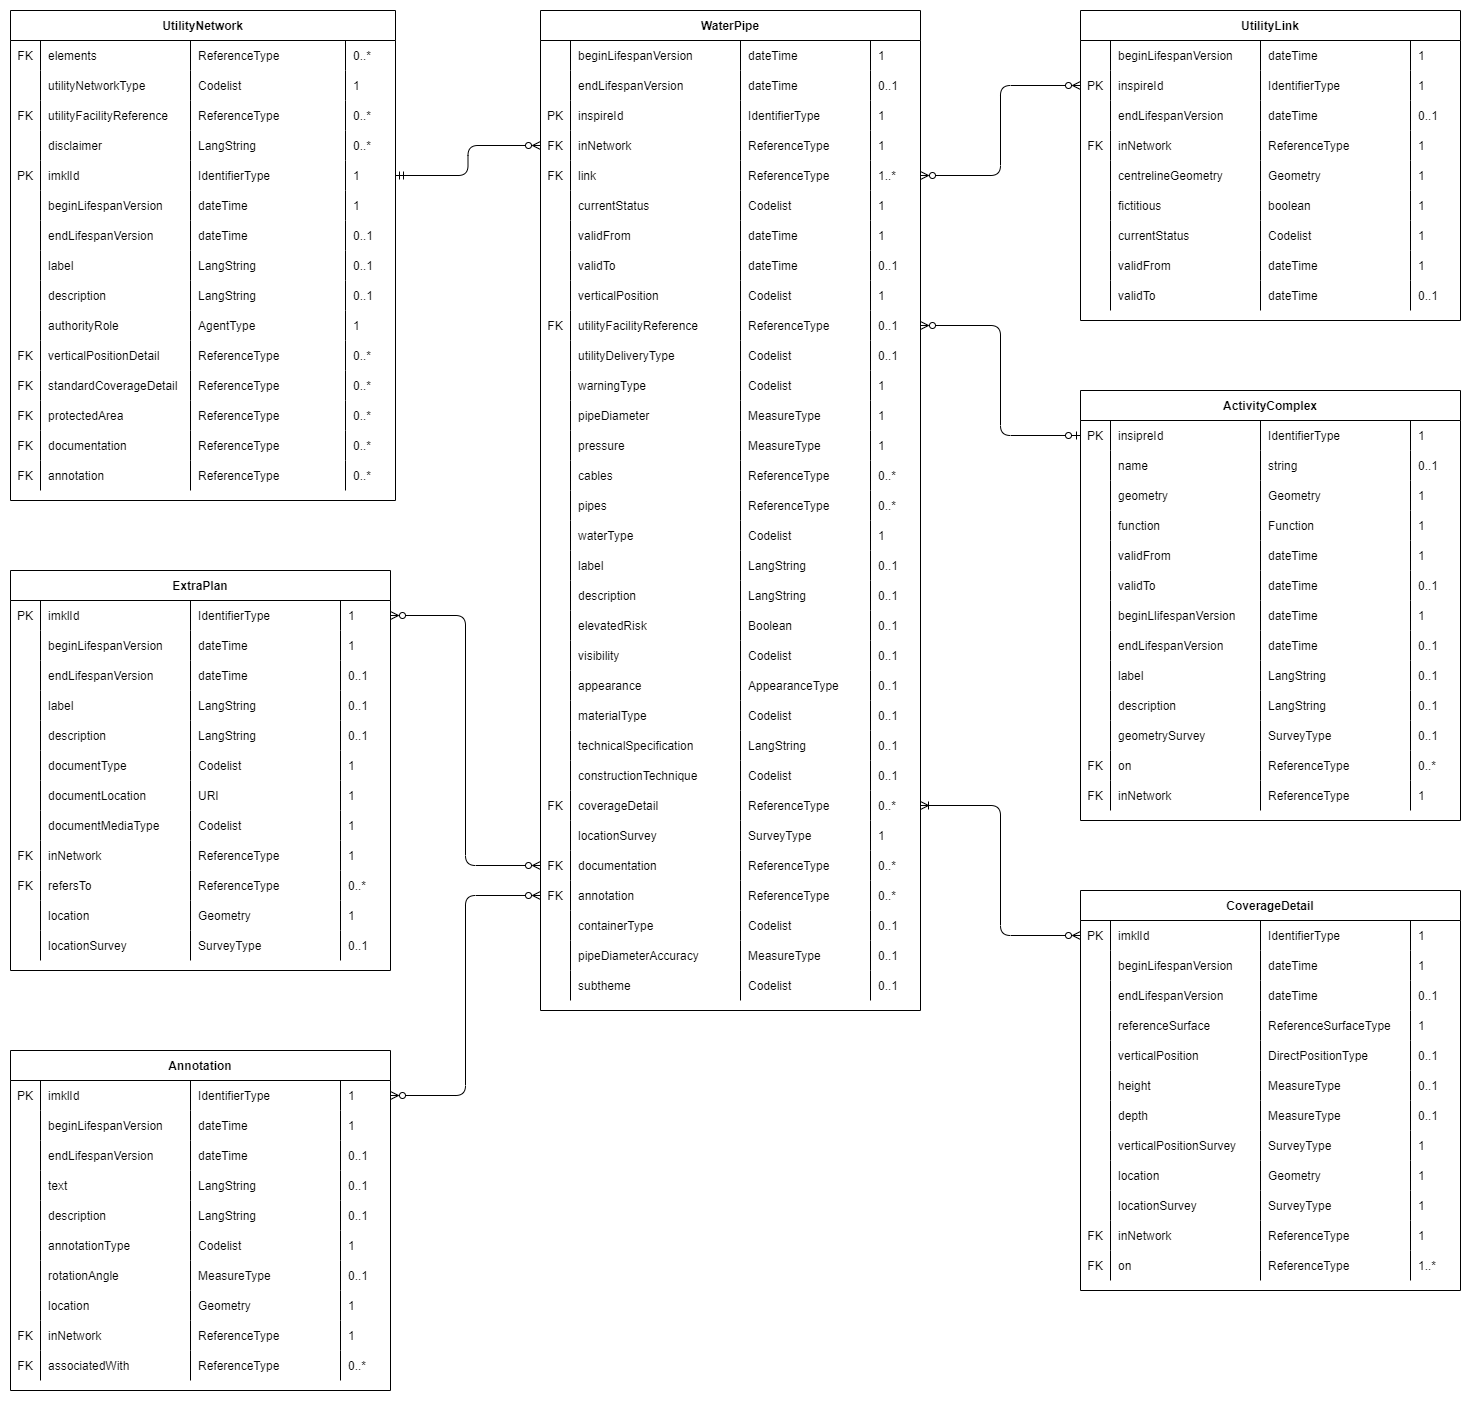 UtilityNetwork
FK elements ReferenceType 0..*
utilityNetworkType Codelist 1
FK utilityFacilityReference ReferenceType 0..*
disclaimer LangString 0..*
PK imklId IdentifierType 1
beginLifespanVersion dateTime 1
endLifespanVersion dateTime 0..1
label LangString 0..1
description LangString 0..1
authorityRole AgentType 1
FK verticalPositionDetail ReferenceType 0..*
FK standardCoverageDetail ReferenceType 0..*
FK protectedArea ReferenceType 0..*
FK documentation ReferenceType 0..*
FK annotation ReferenceType 0..*
ExtraPlan
PK imklId IdentifierType 1
beginLifespanVersion dateTime 1
endLifespanVersion dateTime 0..1
label LangString 0..1
description LangString 0..1
documentType Codelist 1
documentLocation URI 1
documentMediaType Codelist 1
FK inNetwork ReferenceType 1
FK refersTo ReferenceType 0..*
location Geometry 1
locationSurvey SurveyType 0..1
Annotation
PK imklId IdentifierType 1
beginLifespanVersion dateTime 1
endLifespanVersion dateTime 0..1
text LangString 0..1
description LangString 0..1
annotationType Codelist 1
rotationAngle MeasureType 0..1
location Geometry 1
FK inNetwork ReferenceType 1
FK associatedWith ReferenceType 0..*
WaterPipe
beginLifespanVersion dateTime 1
endLifespanVersion dateTime 0..1
PK inspireId IdentifierType 1
FK inNetwork ReferenceType 1
FK link ReferenceType 1..*
currentStatus Codelist 1
validFrom dateTime 1
validTo dateTime 0..1
verticalPosition Codelist 1
FK utilityFacilityReference ReferenceType 0..1
utilityDeliveryType Codelist 0..1
warningType Codelist 1
pipeDiameter MeasureType 1
pressure MeasureType 1
cables ReferenceType 0..*
pipes ReferenceType 0..*
waterType Codelist 1
label LangString 0..1
description LangString 0..1
elevatedRisk Boolean 0..1
visibility Codelist 0..1
appearance AppearanceType 0..1
materialType Codelist 0..1
technicalSpecification LangString 0..1
constructionTechnique Codelist 0..1
FK coverageDetail ReferenceType 0..*
locationSurvey SurveyType 1
FK documentation ReferenceType 0..*
FK annotation ReferenceType 0..*
containerType Codelist 0..1
pipeDiameterAccuracy MeasureType 0..1
subtheme Codelist 0..1
UtilityLink
beginLifespanVersion dateTime 1
PK inspireId IdentifierType 1
endLifespanVersion dateTime 0..1
FK inNetwork ReferenceType 1
centrelineGeometry Geometry 1
fictitious boolean 1
currentStatus Codelist 1
validFrom dateTime 1
validTo dateTime 0..1
ActivityComplex
PK insipreId IdentifierType 1
name string 0..1
geometry Geometry 1
function Function 1
validFrom dateTime 1
validTo dateTime 0..1
beginLlifespanVersion dateTime 1
endLifespanVersion dateTime 0..1
label LangString 0..1
description LangString 0..1
geometrySurvey SurveyType 0..1
FK on ReferenceType 0..*
FK inNetwork ReferenceType 1
CoverageDetail
PK imklId IdentifierType 1
beginLifespanVersion dateTime 1
endLifespanVersion dateTime 0..1
referenceSurface ReferenceSurfaceType 1
verticalPosition DirectPositionType 0..1
height MeasureType 0..1
depth MeasureType 0..1
verticalPositionSurvey SurveyType 1
location Geometry 1
locationSurvey SurveyType 1
FK inNetwork ReferenceType 1
FK on ReferenceType 1..*